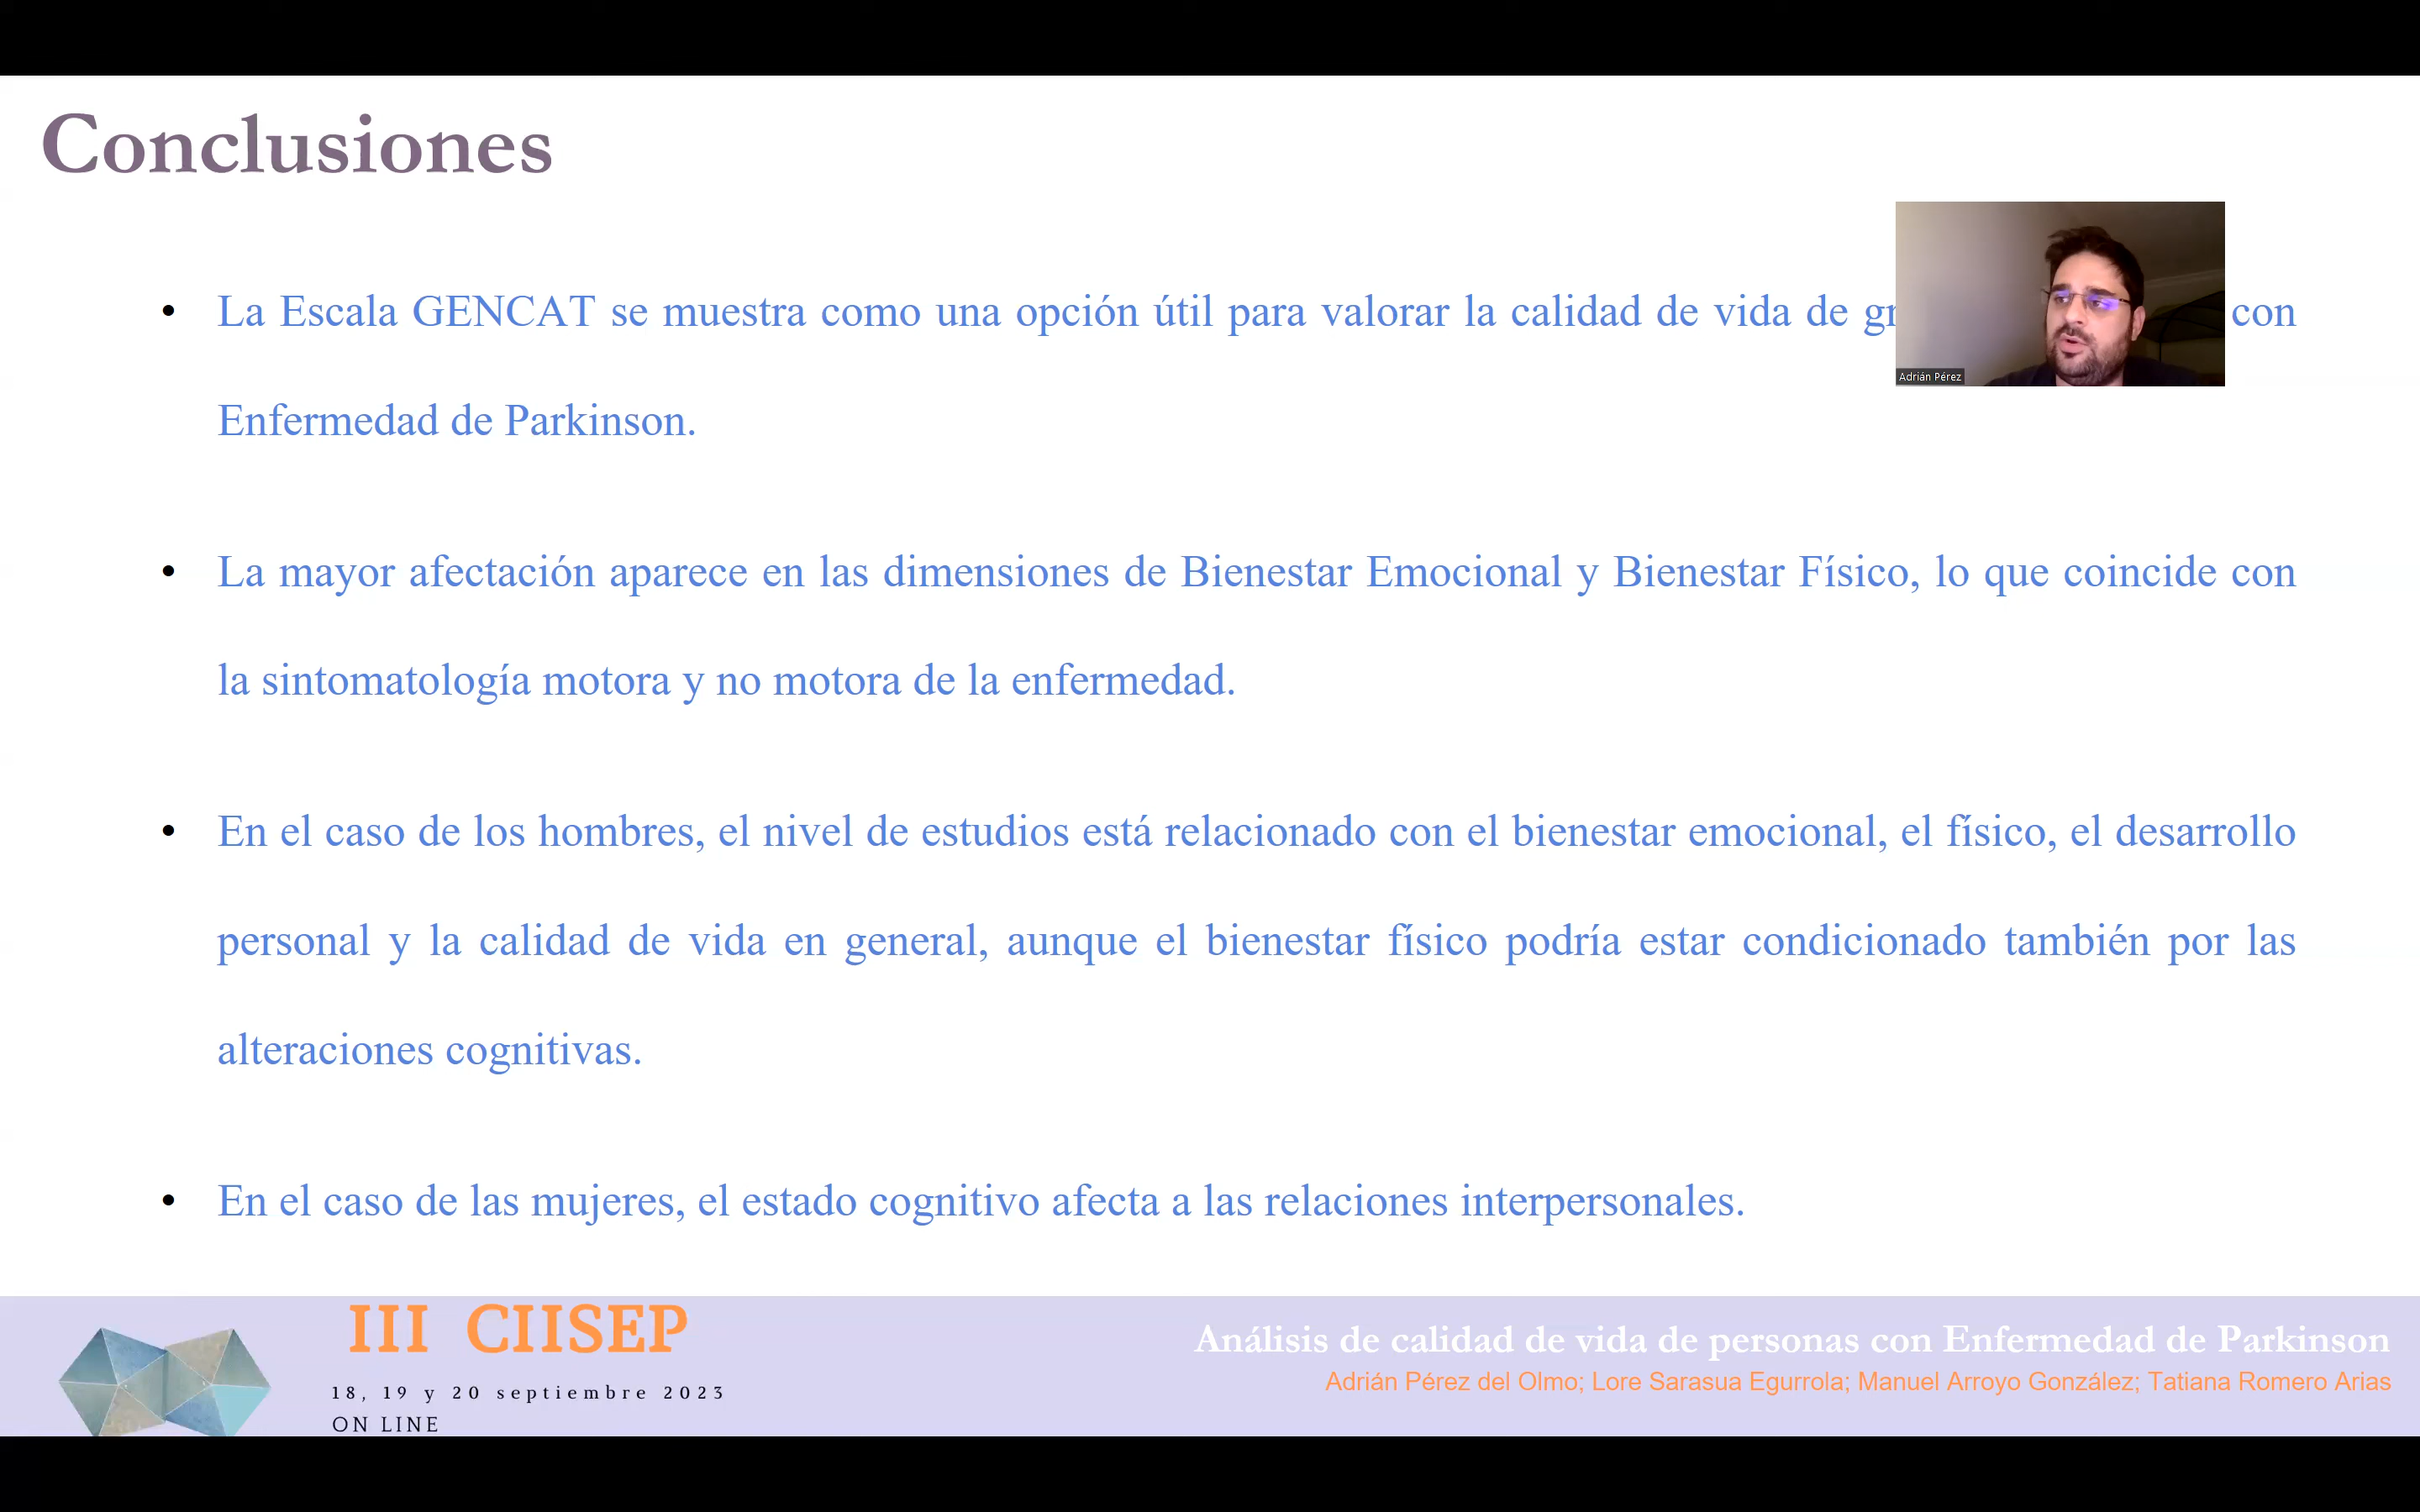 Conclusiones
• La Escala GENCAT se muestra como una opción útil para valorar la calidad de vida de con
Enfermedad de Parkinson.
• La mayor afectación aparece en las dimensiones de Bienestar Emocional y Bienestar Físico, lo que coincide con
la sintomatología motora y no motora de la enfermedad.
• En el caso de los hombres, el nivel de estudios está relacionado con el bienestar emocional, el físico, el desarrollo
personal y la calidad de vida en general, aunque el bienestar físico podría estar condicionado también por las
alteraciones cognitivas.
• En el caso de las mujeres, el estado cognitivo afecta a las relaciones interpersonales.
Adrián Pérez
III CIISEP
18, 19 y 20 septiembre 2023
ON LINE
Análisis de calidad de vida de personas con Enfermedad de Parkinson
Adrián Pérez del Olmo; Lore Sarasua Egurrola; Manuel Arroyo González; Tatiana Romero Arias